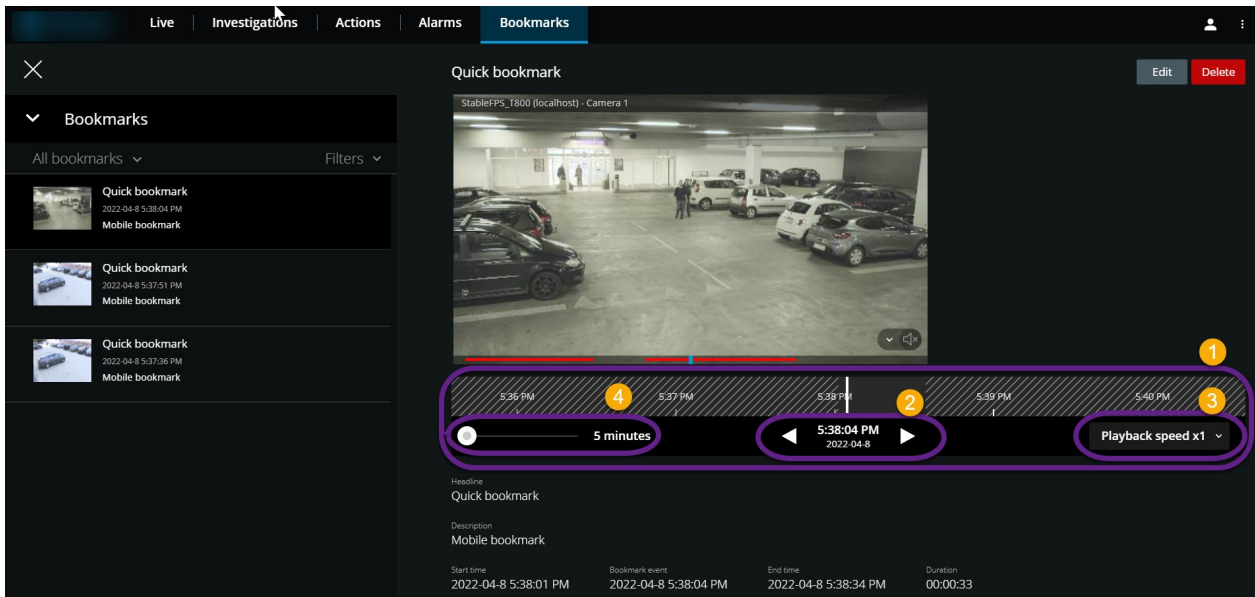 Live Investigations Actions Alarms Bookmarks
Quick bookmark
Edit Delete
StableFPS_T800 (localhost) - Camera 1
Bookmarks
All bookmarks Filters
Quick bookmark
2022-04-8 5:38:04 PM
Mobile bookmark
Quick bookmark
2022-04-8 5:37:51 PM
Mobile bookmark
Quick bookmark
2022-04-8 5:37:36 PM
Mobile bookmark
1
5:36 PM 4 5:37 PM 5:38 PM 2 5:39 PM 5:40 PM 3
5 minutes 5:38:04 PM Playback speed x1
2022-04-8
Headline
Quick bookmark
Description
Mobile bookmark
Start time Bookmark event End time Duration
2022-04-8 5:38:01 PM 2022-04-8 5:38:04 PM 2022-04-8 5:38:34 PM 00:00:33